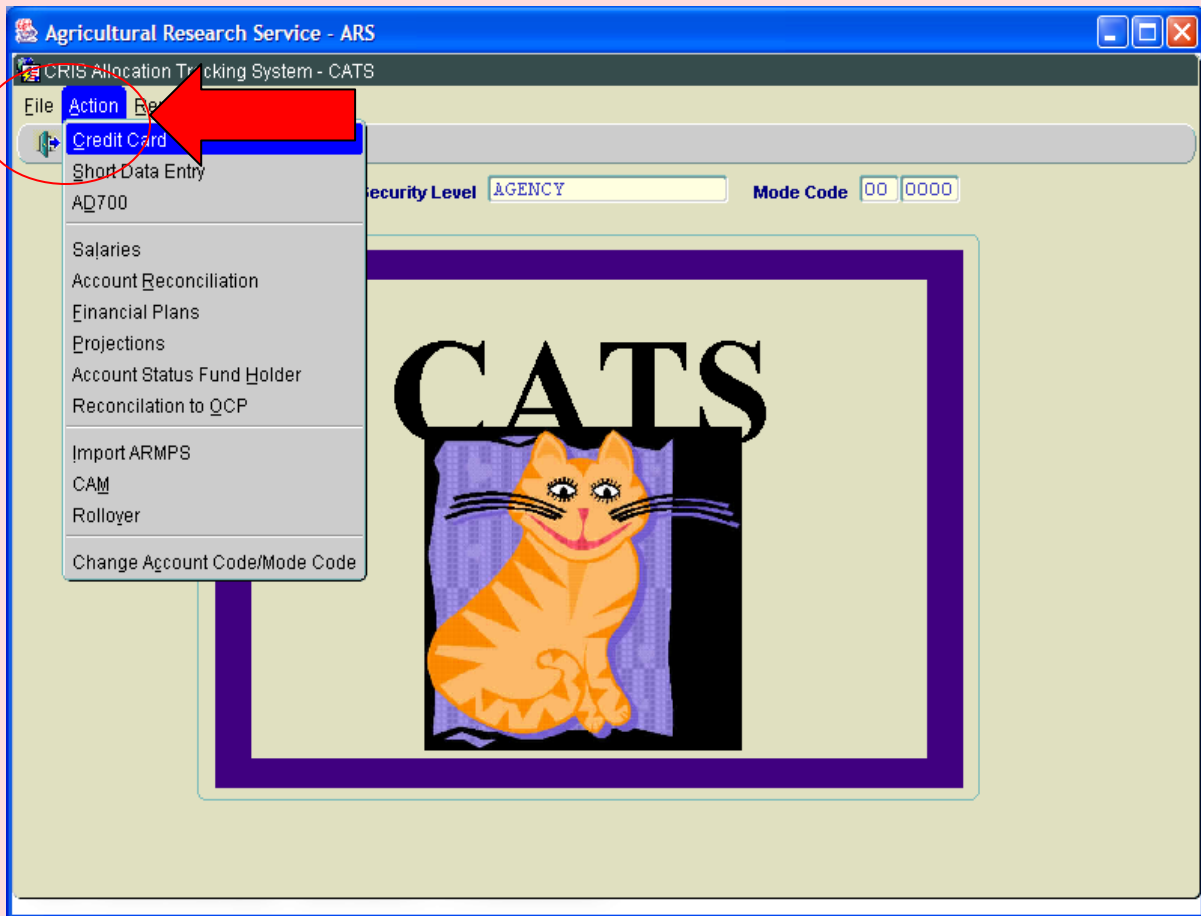 Agricultural Research Service - ARS
CRIS Allocation Tracking System - CATS
File Action
Credit Card
Short Data Entry
AD700
Security Level AGENCY Mode Code 00 0000
Salaries
Account Reconciliation
Financial Plans
Projections
Account Status Fund Holder
Reconcilation to OCP
Import ARMPS
CAM
Rollover
Change Account Code/Mode Code
CATS